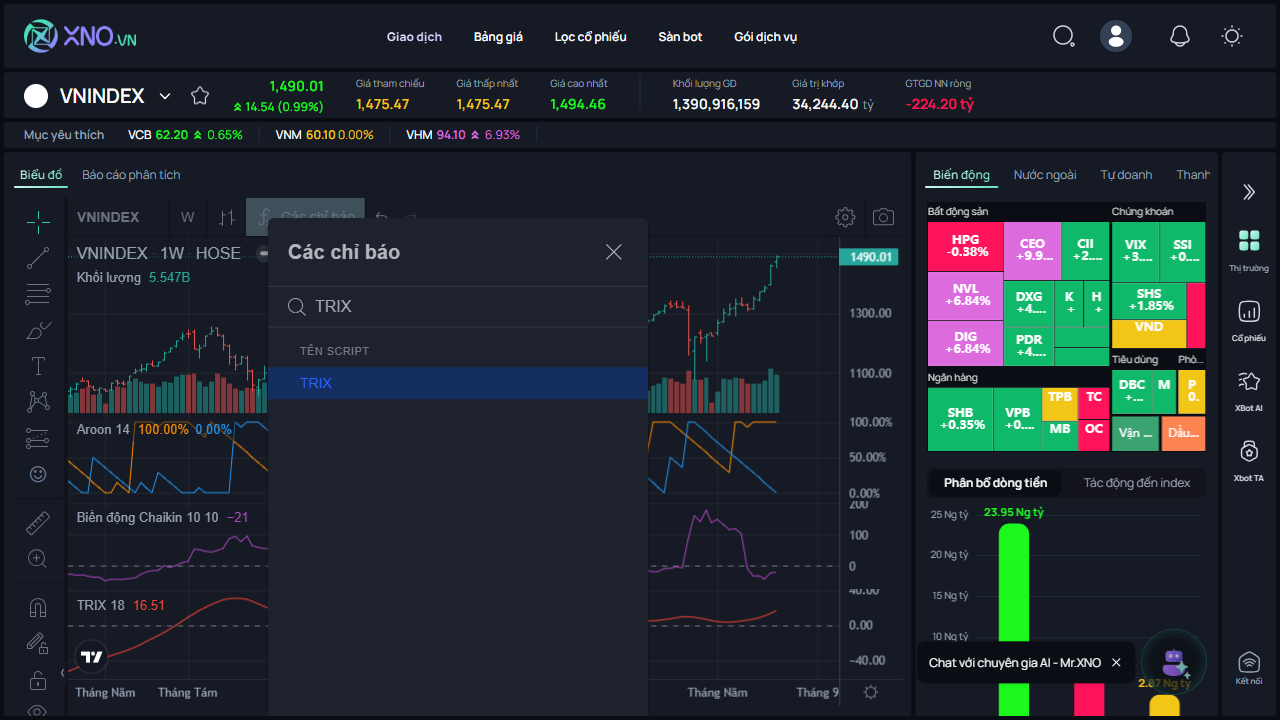 XNO.VN
Giao dịch
Bảng giá
Lọc cổ phiếu
Sàn bot
Gói dịch vụ
VNINDEX
1,490.01
14.54 (0.99%)
Giá tham chiếu
1,475.47
Giá thấp nhất
1,475.47
Giá cao nhất
1,494.46
Khối lượng GD
1,390,916,159
Giá trị khớp
34,244.40 tỷ
GTGD NN ròng
-224.20 tỷ
Mục yêu thích
VCB 62.20 0.65%
VNM 60.10 0.00%
VHM 94.10 6.93%
Biểu đồ
Báo cáo phân tích
VNINDEX
W
Các chỉ báo
VNINDEX 1W HOSE
Khối lượng 5.547B
1490.01
1300.00
1100.00
Các chỉ báo
TRIX
TÊN SCRIPT
TRIX
Aroon 14 100.00% 0.00%
100.00%
50.00%
0.00%
Biến động Chaikin 10 10 −21
200
100
0
TRIX 18 16.51
40.00
0.00
−40.00
Tháng Năm
Tháng Tám
Tháng Năm
Tháng 9
Biến động
Nước ngoài
Tự doanh
Thanh
Bất động sản
HPG
-0.38%
CEO
+9.9...
CII
+2....
NVL
+6.84%
DXG
+4....
K
+
H
+
DIG
+6.84%
PDR
+4....
Chứng khoán
VIX
+3....
SSI
+0....
SHS
+1.85%
VND
Ngân hàng
SHB
+0.35%
VPB
+0....
TPB
TC
MB
OC
Tiêu dùng
Phò...
DBC
+...
M
P
0.
Vận ...
Dầu...
Phân bổ dòng tiền
Tác động đến index
25 Ng tỷ
23.95 Ng tỷ
20 Ng tỷ
15 Ng tỷ
10 Ng tỷ
2.67 Ng tỷ
Chat với chuyên gia AI - Mr.XNO
Thị trường
Cổ phiếu
XBot AI
Xbot TA
Kết nối